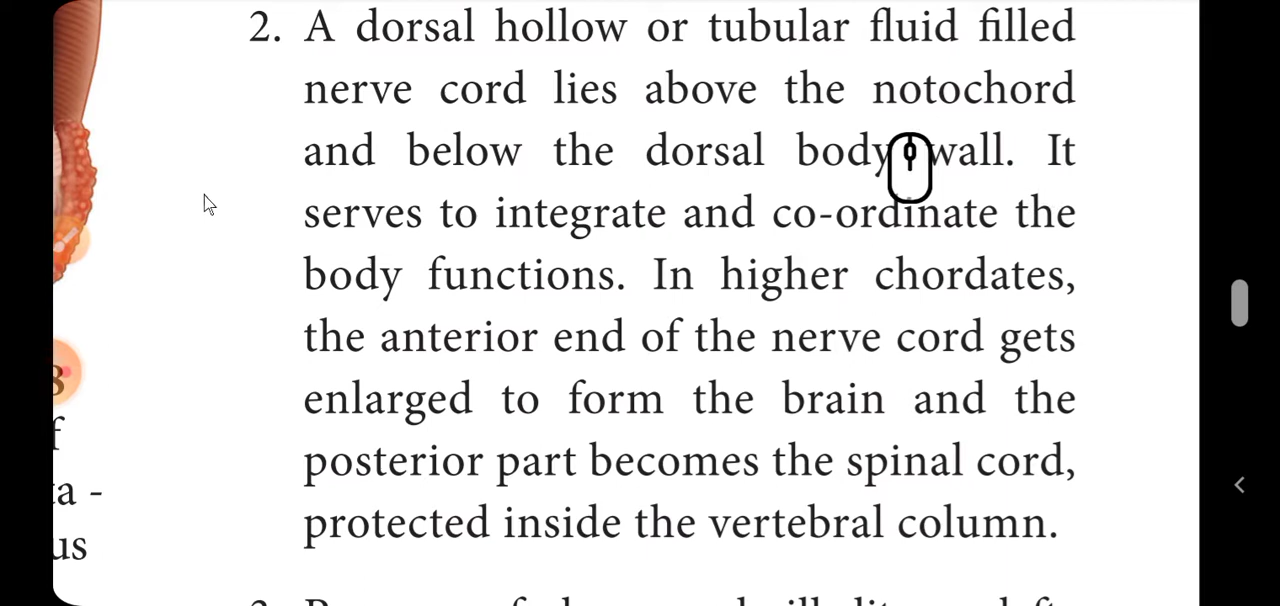 2. A dorsal hollow or tubular fluid filled
nerve cord lies above the notochord
and below the dorsal body wall. It
serves to integrate and co-ordinate the
body functions. In higher chordates,
the anterior end of the nerve cord gets
enlarged to form the brain and the
posterior part becomes the spinal cord,
protected inside the vertebral column.
8
f
ta -
us